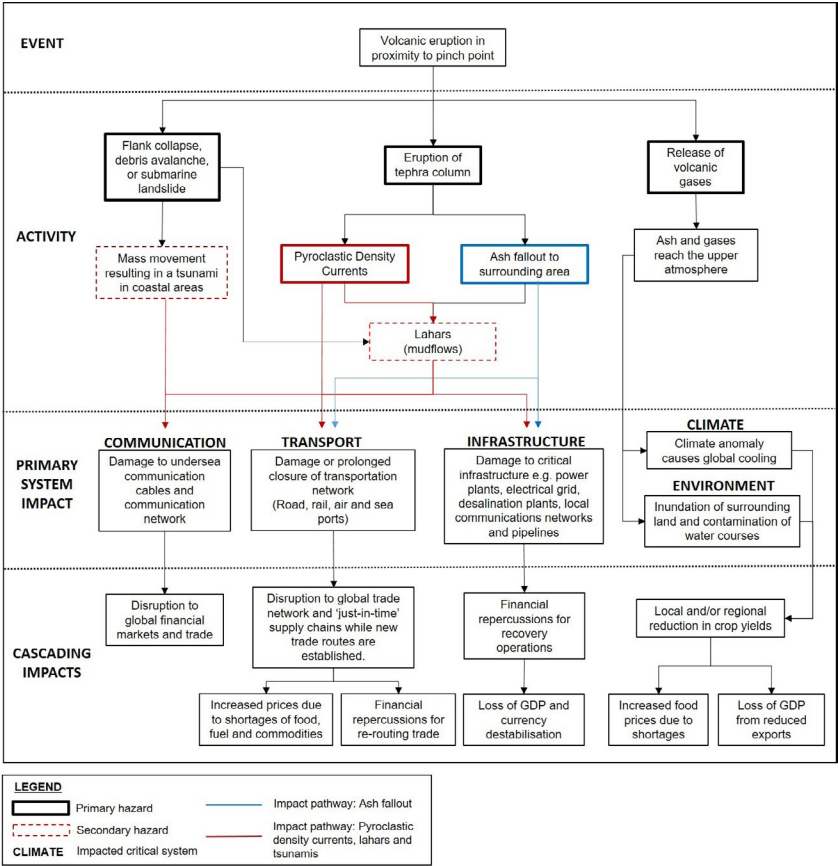 EVENT
Volcanic eruption in
proximity to pinch point
ACTIVITY
Flank collapse,
debris avalanche,
or submarine
landslide
Eruption of
tephra column
Release of
volcanic
gases
Mass movement
resulting in a tsunami
in coastal areas
Pyroclastic Density
Currents
Ash fallout to
surrounding area
Ash and gases
reach the upper
atmosphere
Lahars
(mudflows)
PRIMARY
SYSTEM
IMPACT
COMMUNICATION
Damage to undersea
communication
cables and
communication
network
TRANSPORT
Damage or prolonged
closure of transportation
network
(Road, rail, air and sea
ports)
INFRASTRUCTURE
Damage to critical
infrastructure e.g. power
plants, electrical grid,
desalination plants, local
communications networks
and pipelines
CLIMATE
Climate anomaly
causes global cooling
ENVIRONMENT
Inundation of surrounding
land and contamination of
water courses
CASCADING
IMPACTS
Disruption to
global financial
markets and trade
Disruption to global trade
network and ‘just-in-time’
supply chains while new
trade routes are
established.
Financial
repercussions for
recovery
operations
Local and/or regional
reduction in crop yields
Increased prices due
to shortages of food,
fuel and commodities
Financial
repercussions for
re-routing trade
Loss of GDP and
currency
destabilisation
Increased food
prices due to
shortages
Loss of GDP
from reduced
exports
LEGEND
Primary hazard
Secondary hazard
CLIMATE Impacted critical system
Impact pathway: Ash fallout
Impact pathway: Pyroclastic
density currents, lahars and
tsunamis